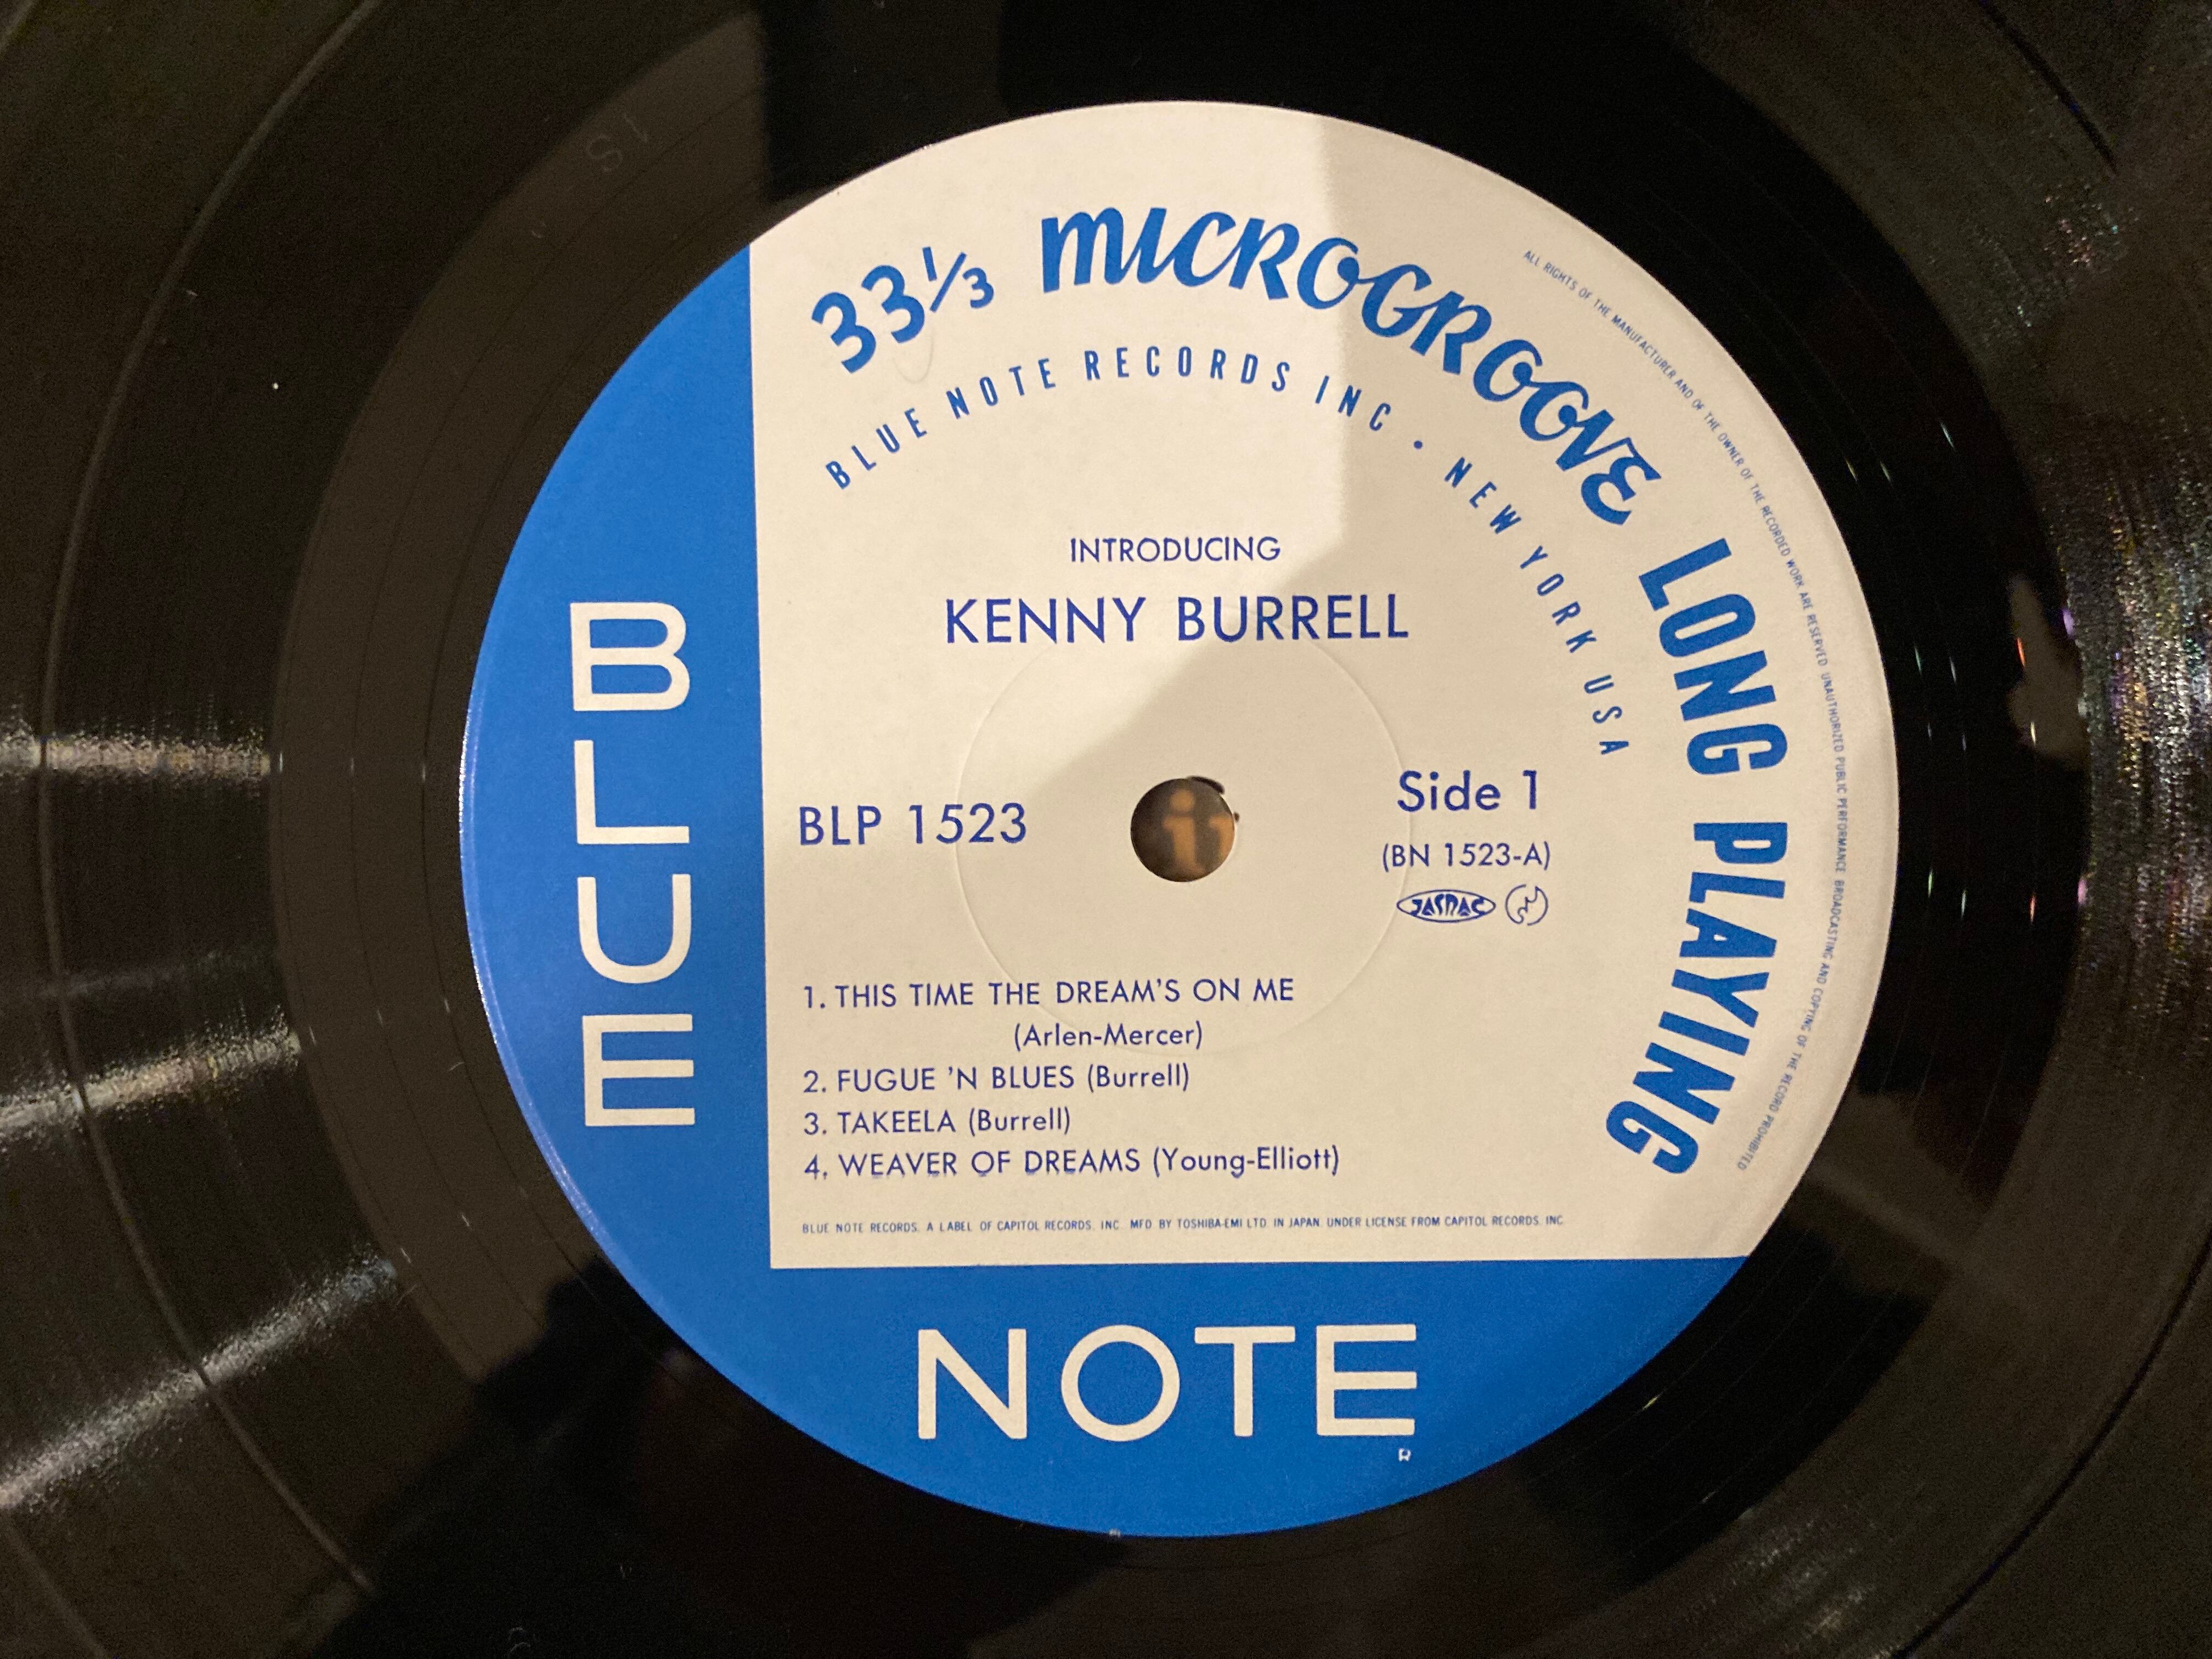 33⅓ MICROGROOVE LONG PLAYING
BLUE NOTE RECORDS INC • NEW YORK USA
ALL RIGHTS OF THE MANUFACTURER AND OF THE OWNER OF THE RECORDED WORK ARE RESERVED UNAUTHORIZED PUBLIC PERFORMANCE BROADCASTING AND COPYING OF THE RECORD PROHIBITED
INTRODUCING
KENNY BURRELL
BLP 1523
Side 1
(BN 1523-A)
JASRAC
1. THIS TIME THE DREAM'S ON ME
(Arlen-Mercer)
2. FUGUE 'N BLUES (Burrell)
3. TAKEELA (Burrell)
4. WEAVER OF DREAMS (Young-Elliott)
BLUE NOTE RECORDS, A LABEL OF CAPITOL RECORDS, INC. MFD. BY TOSHIBA-EMI LTD. IN JAPAN. UNDER LICENSE FROM CAPITOL RECORDS, INC.
BLUE
NOTE
R
1S